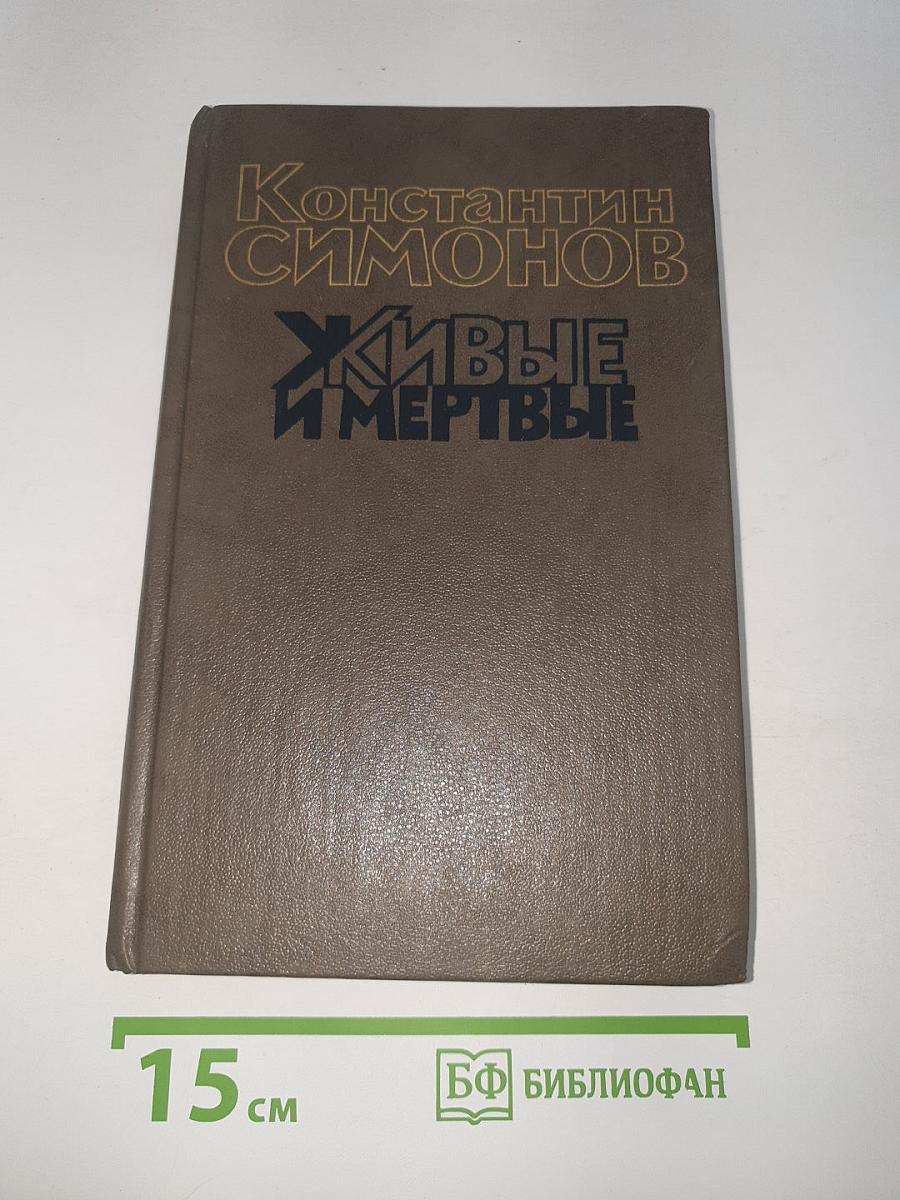 Константин
СИМОНОВ
ЖИВЫЕ
И МЕРТВЫЕ
15 см
БФ БИБЛИОФАН